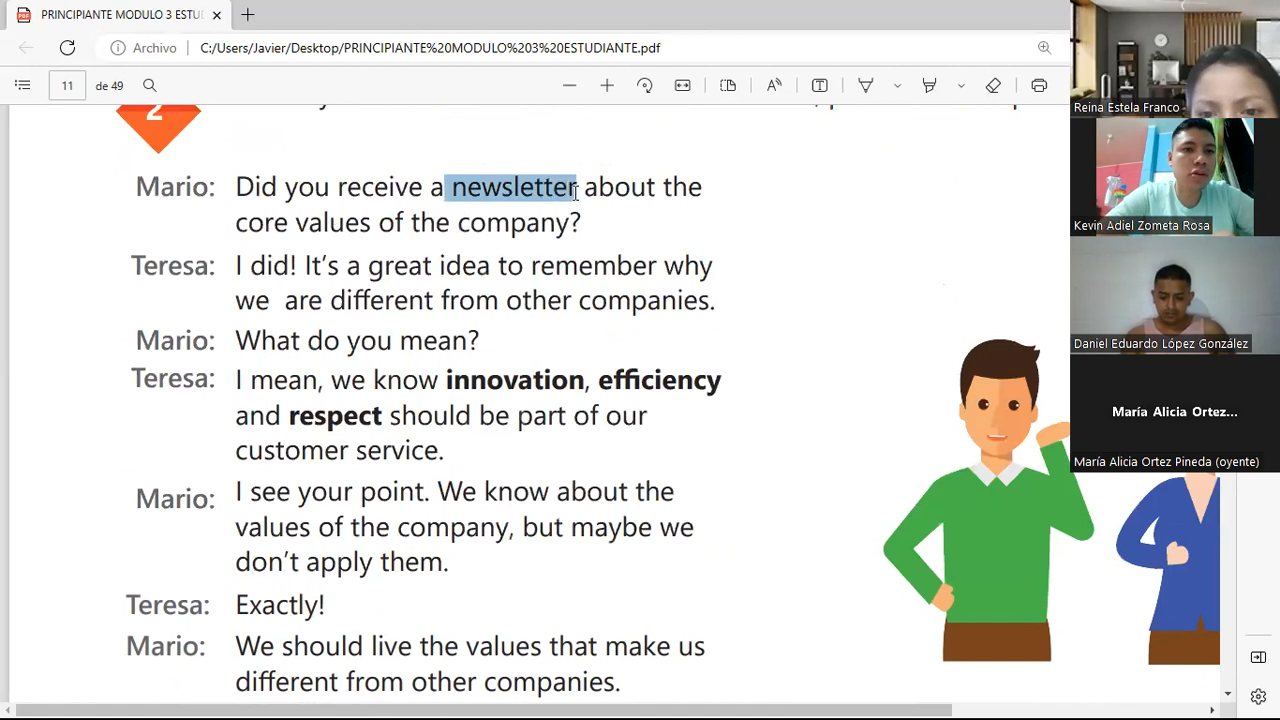 PRINCIPIANTE MODULO 3 ESTU
Archivo
C:/Users/Javier/Desktop/PRINCIPIANTE%20MODULO%203%20ESTUDIANTE.pdf
11
de 49
2
Mario: Did you receive a newsletter about the
core values of the company?
Teresa: I did! It's a great idea to remember why
we are different from other companies.
Mario: What do you mean?
Teresa: I mean, we know innovation, efficiency
and respect should be part of our
customer service.
Mario: I see your point. We know about the
values of the company, but maybe we
don't apply them.
Teresa: Exactly!
Mario: We should live the values that make us
different from other companies.
Reina Estela Franco
Kevin Adiel Zometa Rosa
Daniel Eduardo López González
María Alicia Ortez...
María Alicia Ortez Pineda (oyente)